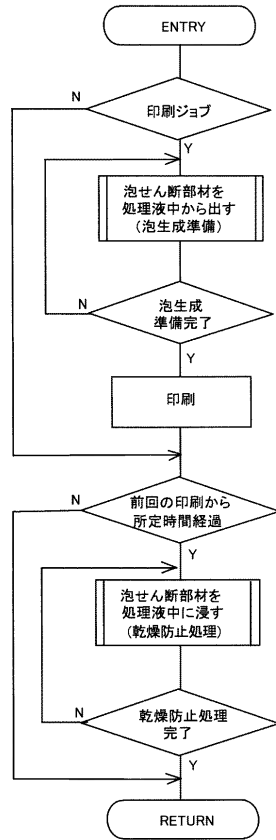 ENTRY
N
印刷ジョブ
Y
泡せん断部材を
処理液中から出す
(泡生成準備)
N
泡生成
準備完了
Y
印刷
N
前回の印刷から
所定時間経過
Y
泡せん断部材を
処理液中に浸す
(乾燥防止処理)
N
乾燥防止処理
完了
Y
RETURN